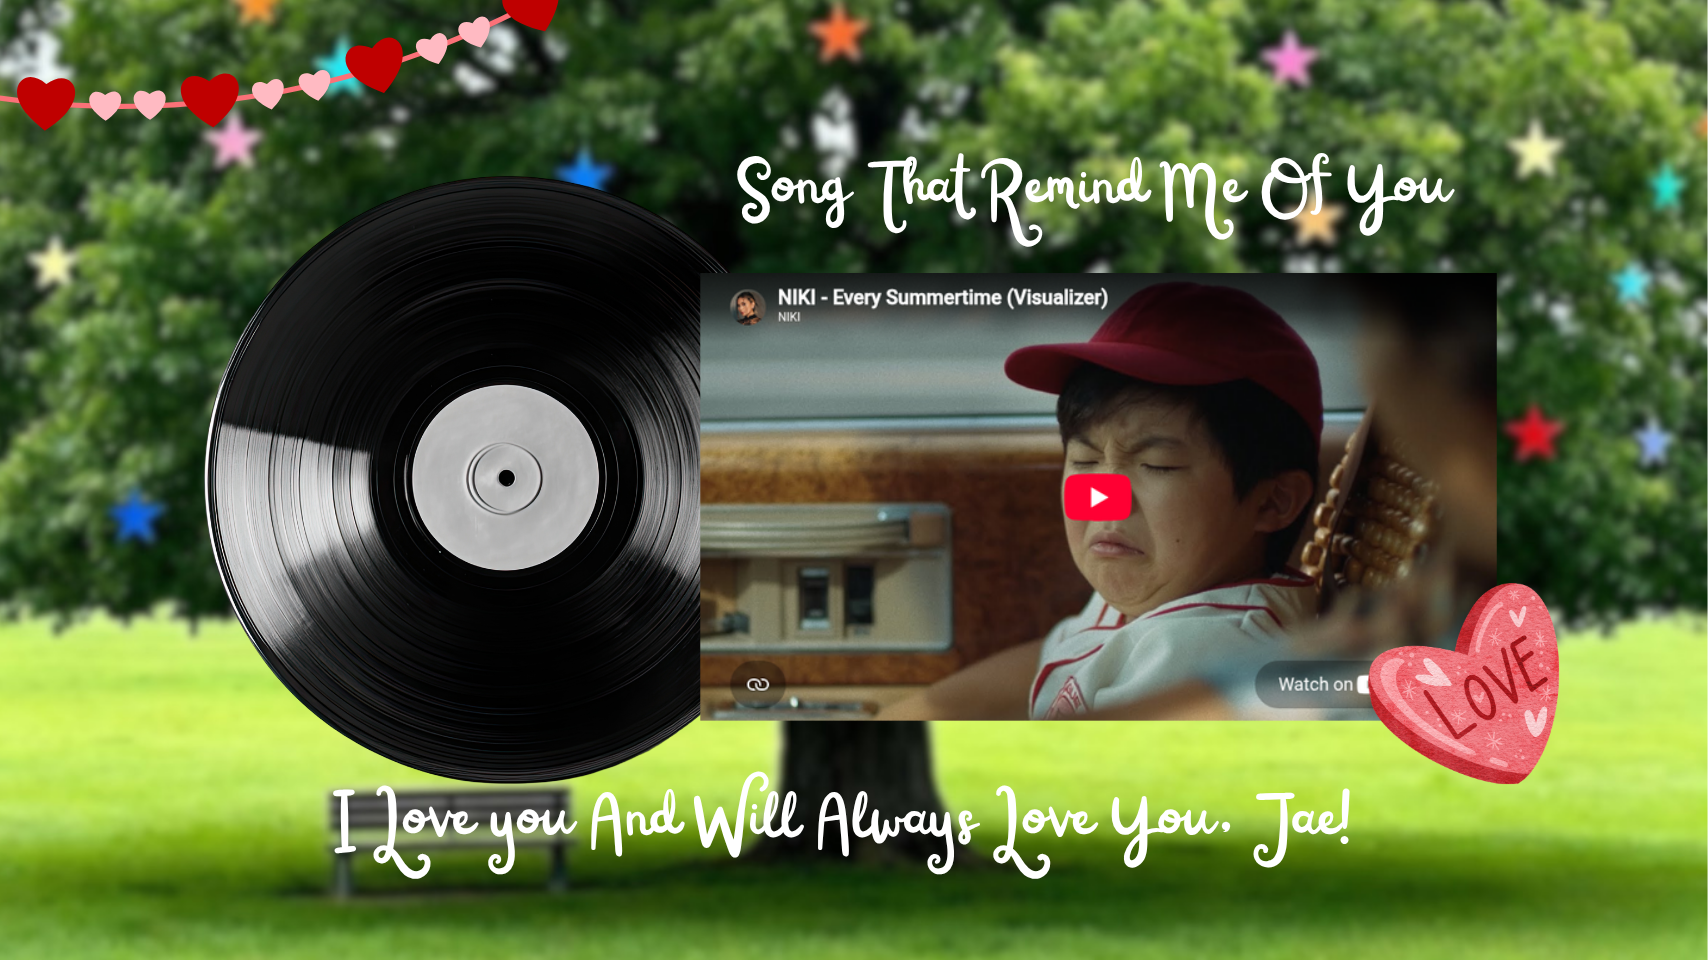 Song That Remind Me Of You
NIKI - Every Summertime (Visualizer)
NIKI
Watch on
LOVE
I Love you And Will Always Love You, Jae!